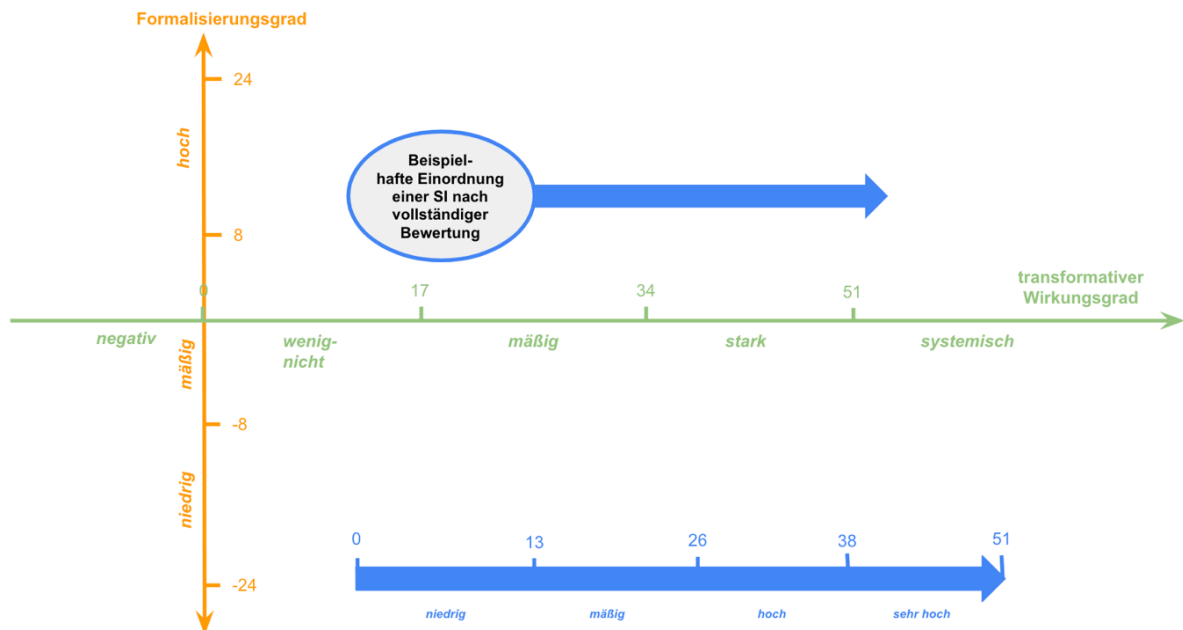 Formalisierungsgrad
24
hoch
Beispiel-
hafte Einordnung
einer SI nach
vollständiger
Bewertung
8
transformativer
Wirkungsgrad
0
17
34
51
negativ
wenig-
nicht
mäßig
stark
systemisch
mäßig
-8
niedrig
0
13
26
38
51
-24
niedrig
mäßig
hoch
sehr hoch